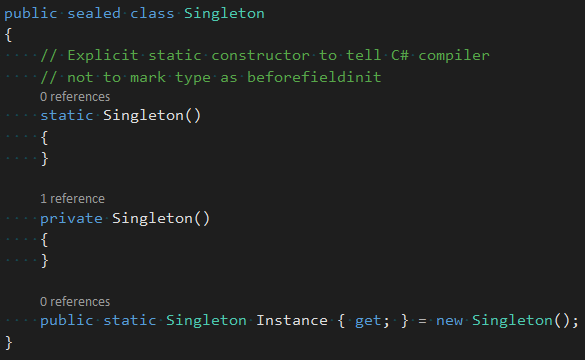 public sealed class Singleton
{
// Explicit static constructor to tell C# compiler
// not to mark type as beforefieldinit
0 references
static Singleton()
{
}
1 reference
private Singleton()
{
}
0 references
public static Singleton Instance { get; } = new Singleton();
}